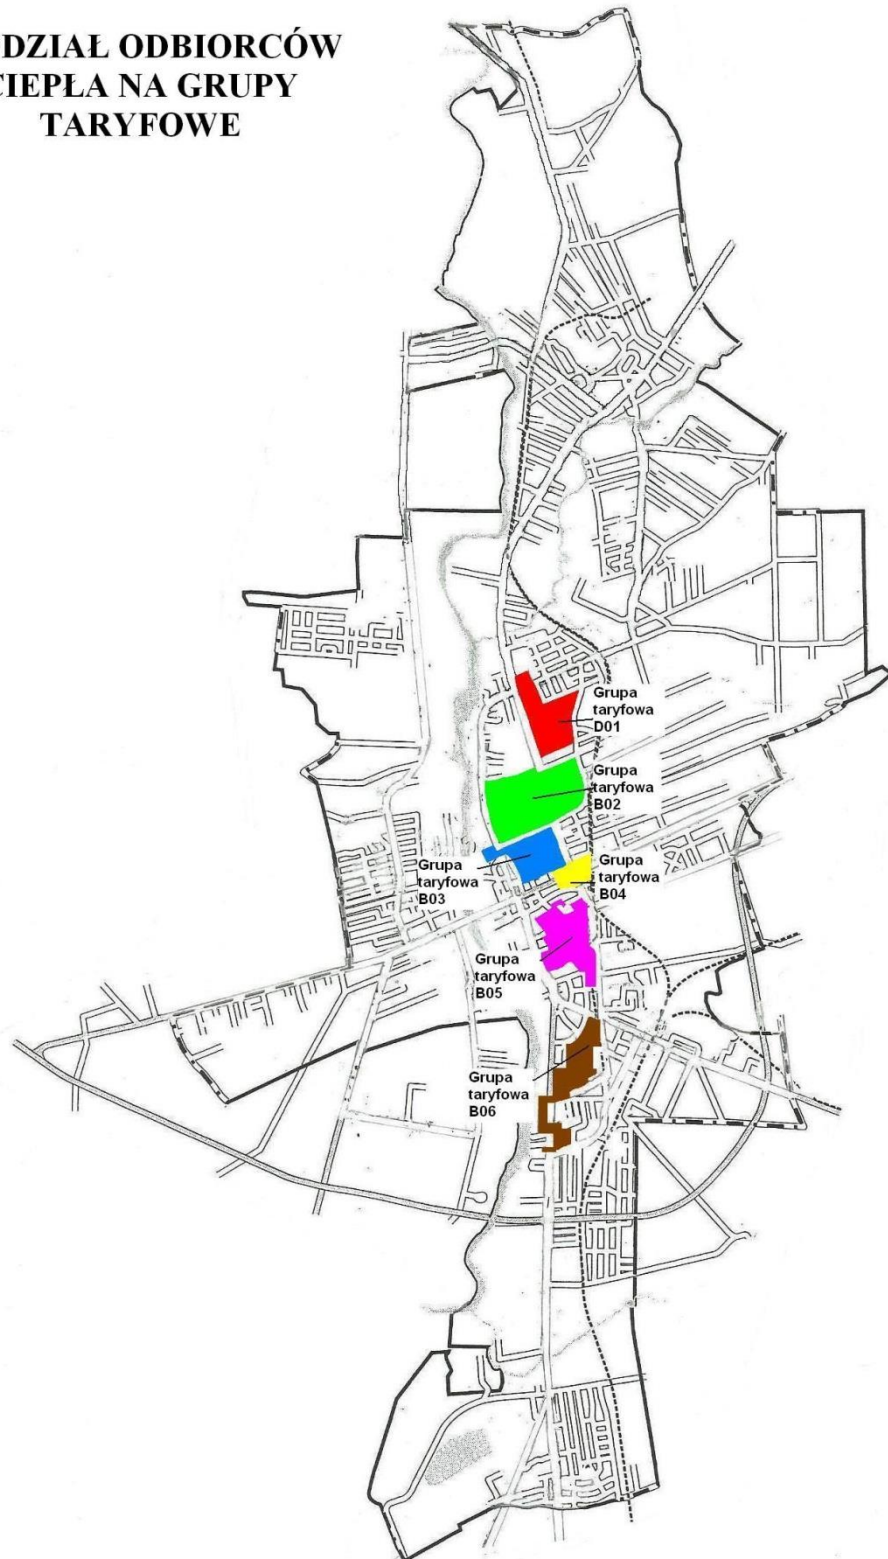 DZIAŁ ODBIORCÓW
CIEPŁA NA GRUPY
TARYFOWE
Grupa
taryfowa
D01
Grupa
taryfowa
B02
Grupa
taryfowa
B03
Grupa
taryfowa
B04
Grupa
taryfowa
B05
Grupa
taryfowa
B06